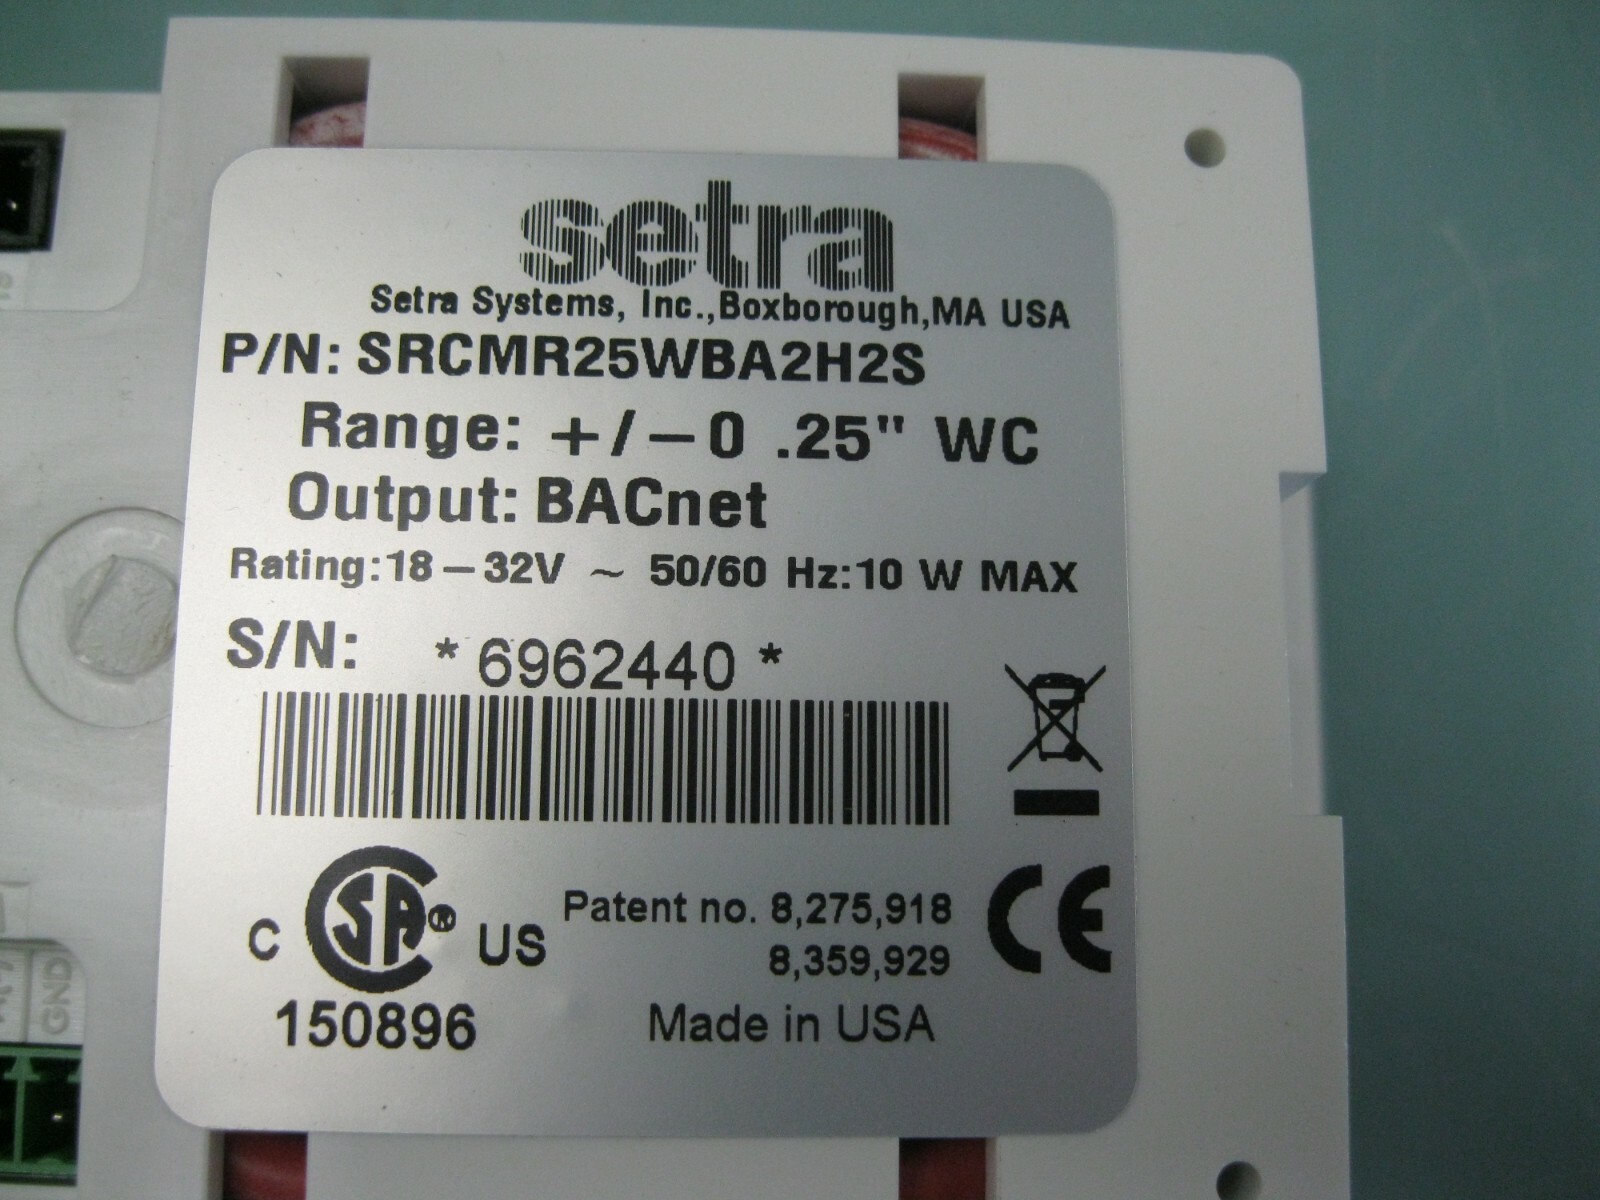 setra
Setra Systems, Inc.,Boxborough,MA USA
P/N: SRCMR25WBA2H2S
Range: +/-0 .25" WC
Output: BACnet
Rating:18-32V ~ 50/60 Hz:10 W MAX
S/N: *6962440*
C SA® US
150896
Patent no. 8,275,918
8,359,929
CE
Made in USA
GND